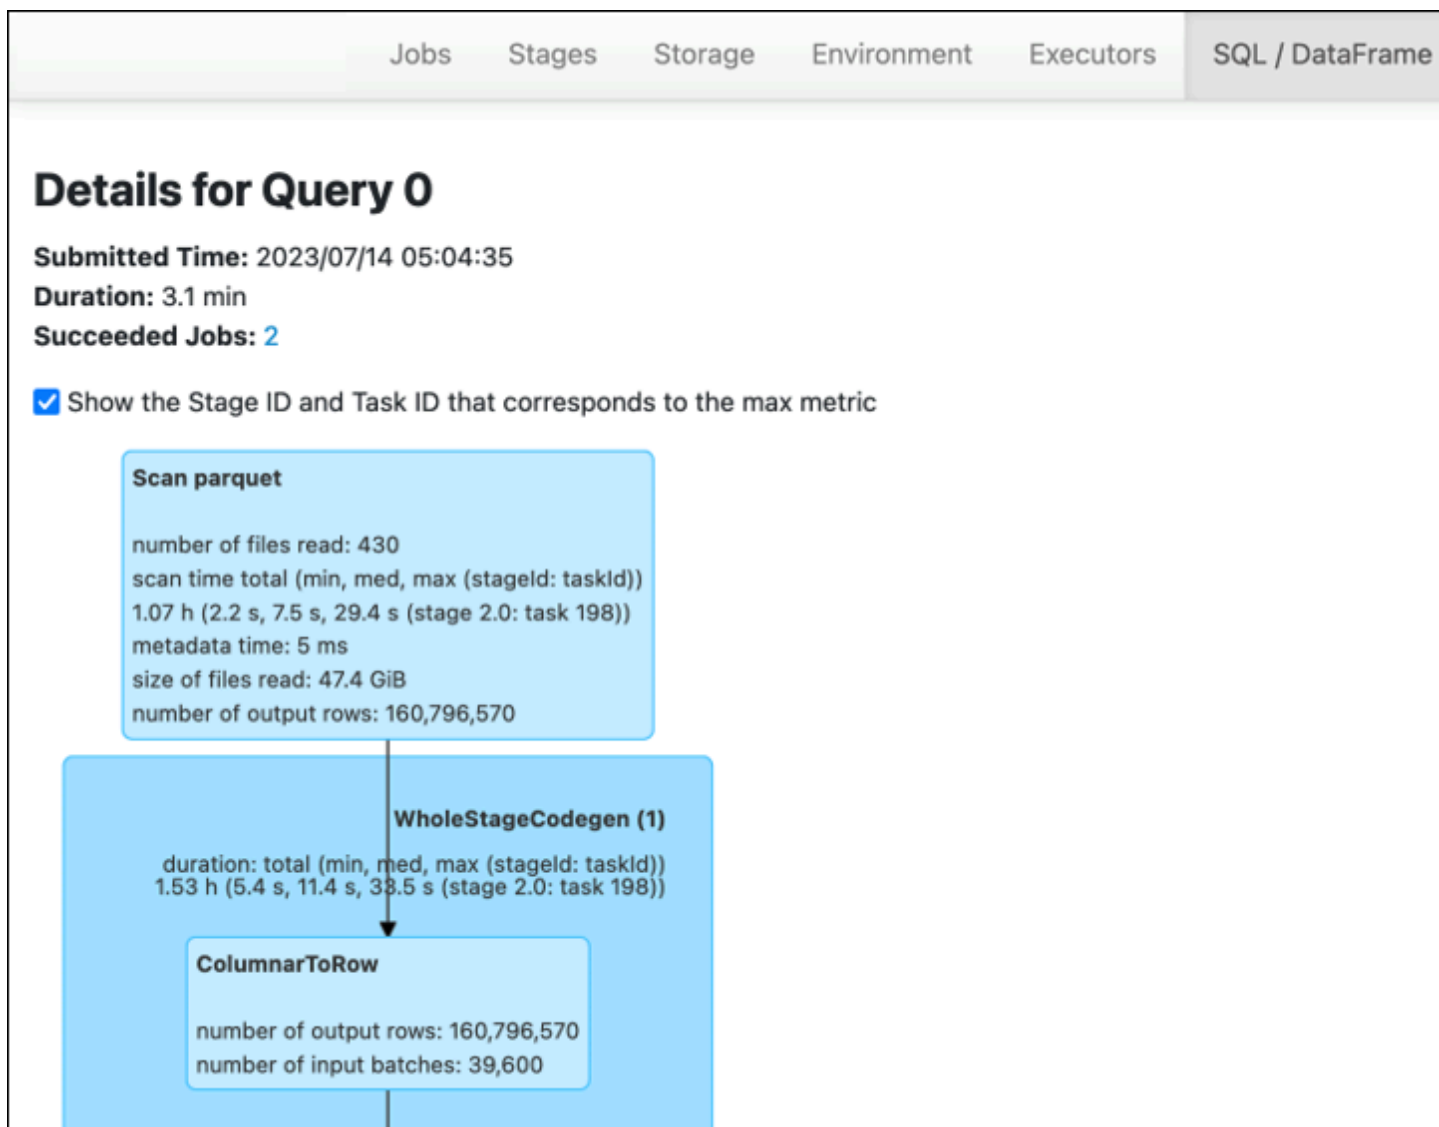 Jobs Stages Storage Environment Executors SQL / DataFrame
Details for Query 0
Submitted Time: 2023/07/14 05:04:35
Duration: 3.1 min
Succeeded Jobs: 2
Show the Stage ID and Task ID that corresponds to the max metric
Scan parquet
number of files read: 430
scan time total (min, med, max (stageId: taskId))
1.07 h (2.2 s, 7.5 s, 29.4 s (stage 2.0: task 198))
metadata time: 5 ms
size of files read: 47.4 GiB
number of output rows: 160,796,570
WholeStageCodegen (1)
duration: total (min, med, max (stageId: taskId))
1.53 h (5.4 s, 11.4 s, 33.5 s (stage 2.0: task 198))
ColumnarToRow
number of output rows: 160,796,570
number of input batches: 39,600